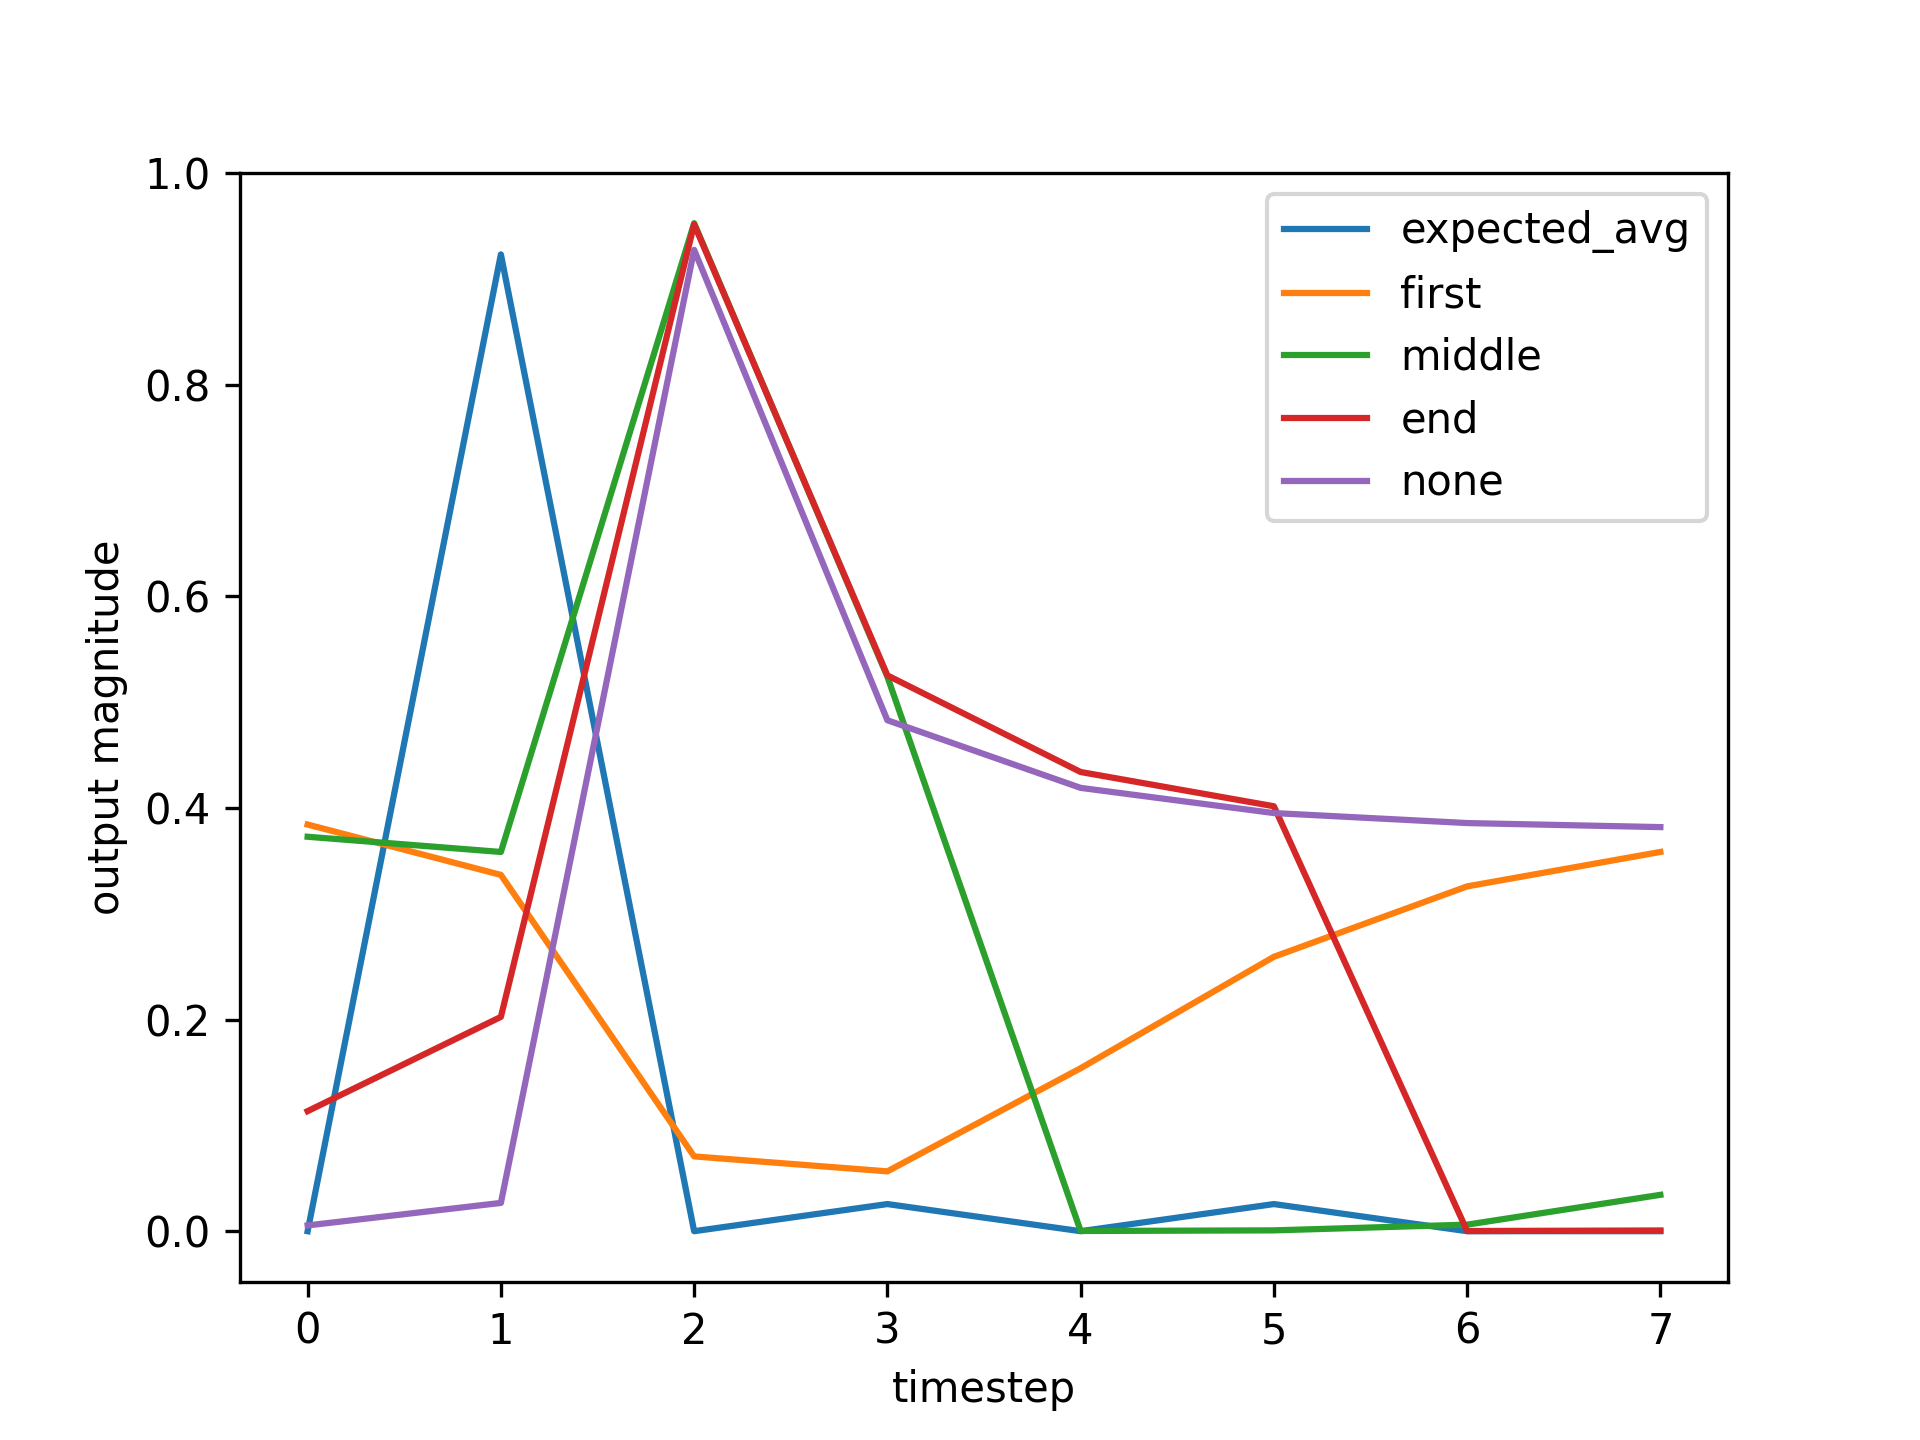 1.0
0.8
0.6
0.4
0.2
0.0
output magnitude
expected_avg
first
middle
end
none
0 1 2 3 4 5 6 7
timestep